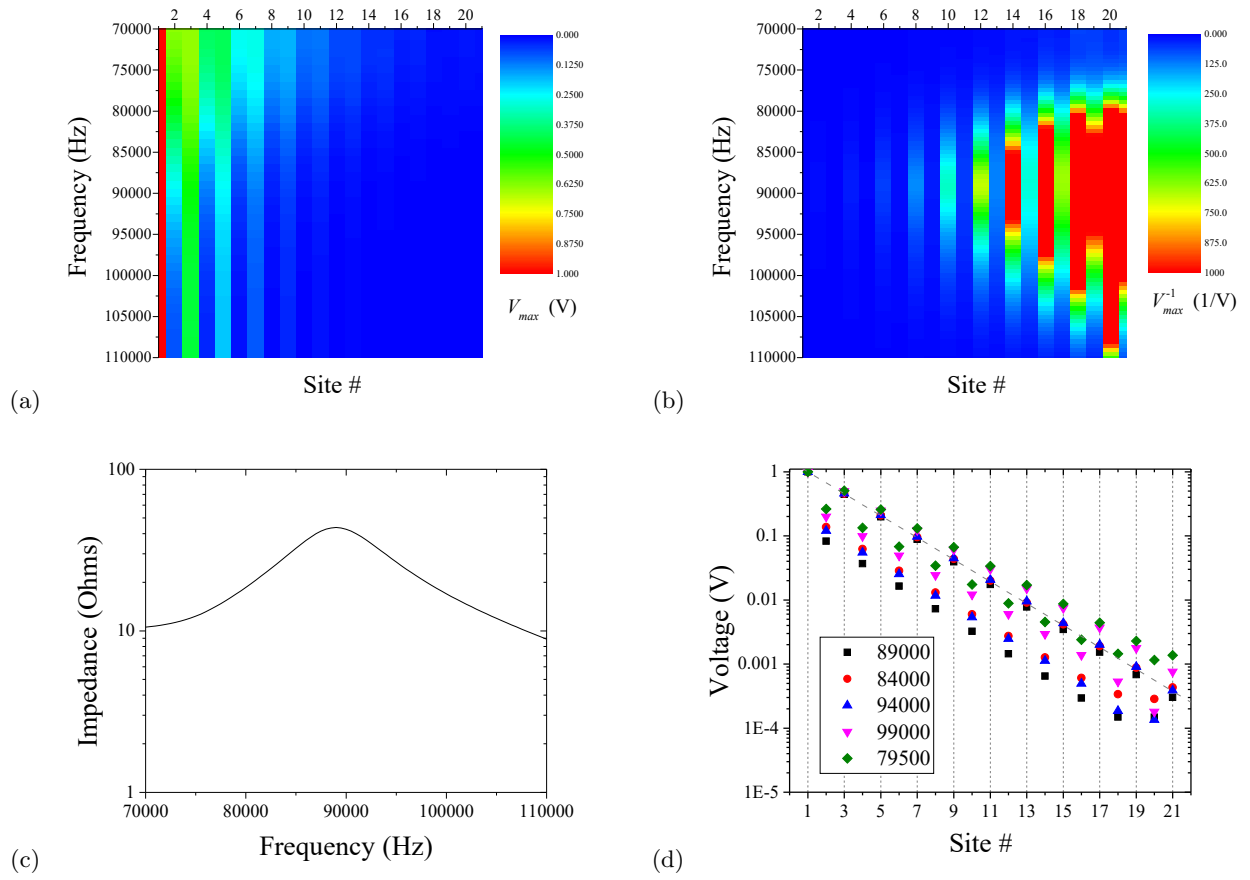 2 4 6 8 10 12 14 16 18 20
70000
75000
80000
85000
90000
95000
100000
105000
110000
Frequency (Hz)
Site #
0.000
0.1250
0.2500
0.3750
0.5000
0.6250
0.7500
0.8750
1.000
Vmax (V)
(a)
2 4 6 8 10 12 14 16 18 20
70000
75000
80000
85000
90000
95000
100000
105000
110000
Frequency (Hz)
Site #
0.000
125.0
250.0
375.0
500.0
625.0
750.0
875.0
1000
V-1max (1/V)
(b)
100
10
1
Impedance (Ohms)
70000 80000 90000 100000 110000
Frequency (Hz)
(c)
1
0.1
0.01
0.001
1E-4
1E-5
Voltage (V)
89000
84000
94000
99000
79500
1 3 5 7 9 11 13 15 17 19 21
Site #
(d)